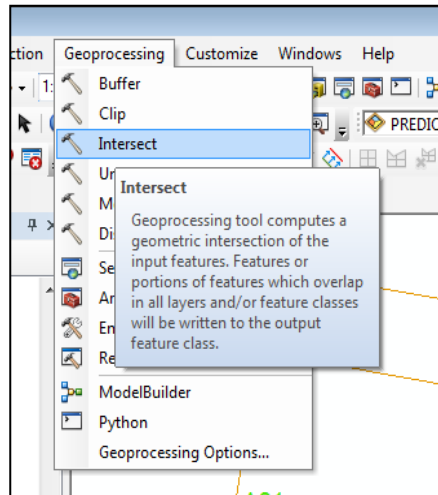 Geoprocessing Customize Windows Help
1:
Buffer
Clip
PREDIC
Intersect
Intersect
Geoprocessing tool computes a
geometric intersection of the
input features. Features or
portions of features which overlap
in all layers and/or feature classes
will be written to the output
feature class.
ModelBuilder
Python
Geoprocessing Options...